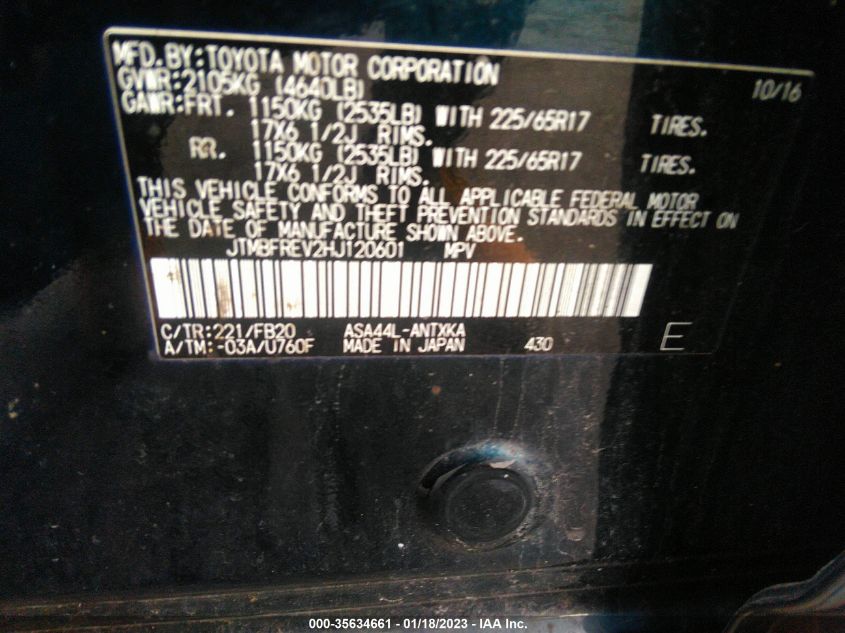 MFD.BY:TOYOTA MOTOR CORPORATION 10/16
GVWR:2105KG (4640LB)
GAWR:FRT. 1150KG (2535LB) WITH 225/65R17 TIRES.
17X6 1/2J RIMS.
RR. 1150KG (2535LB) WITH 225/65R17 TIRES.
17X6 1/2J RIMS.
THIS VEHICLE CONFORMS TO ALL APPLICABLE FEDERAL MOTOR
VEHICLE SAFETY AND THEFT PREVENTION STANDARDS IN EFFECT ON
THE DATE OF MANUFACTURE SHOWN ABOVE.
JTMBFREV2HJ120601 MPV
C/TR:221/FB20 ASA44L-ANTXKA E
A/TM:-03A/U760F MADE IN JAPAN 430
000-35634661 — 01/18/2023 — IAA Inc.